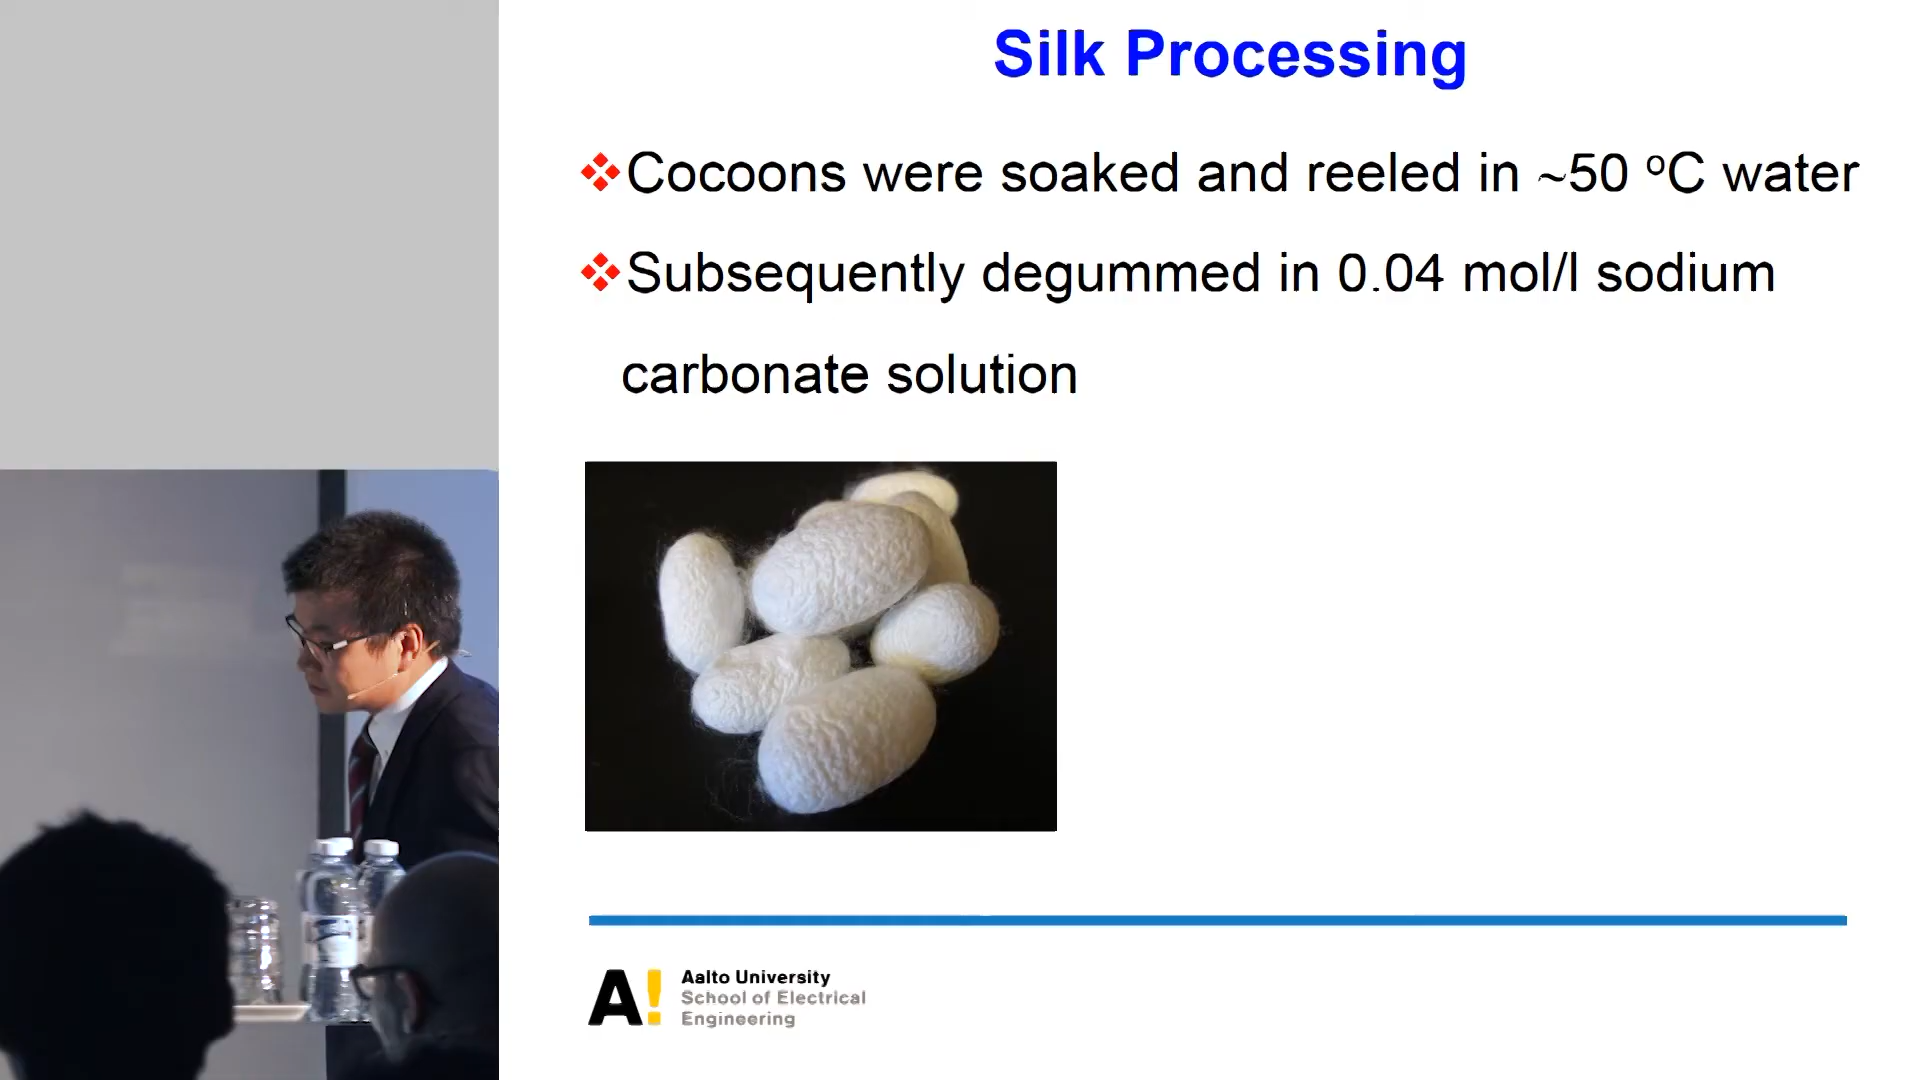 Silk Processing
❖Cocoons were soaked and reeled in ~50 ºC water
❖Subsequently degummed in 0.04 mol/l sodium
carbonate solution
A!
Aalto University
School of Electrical
Engineering